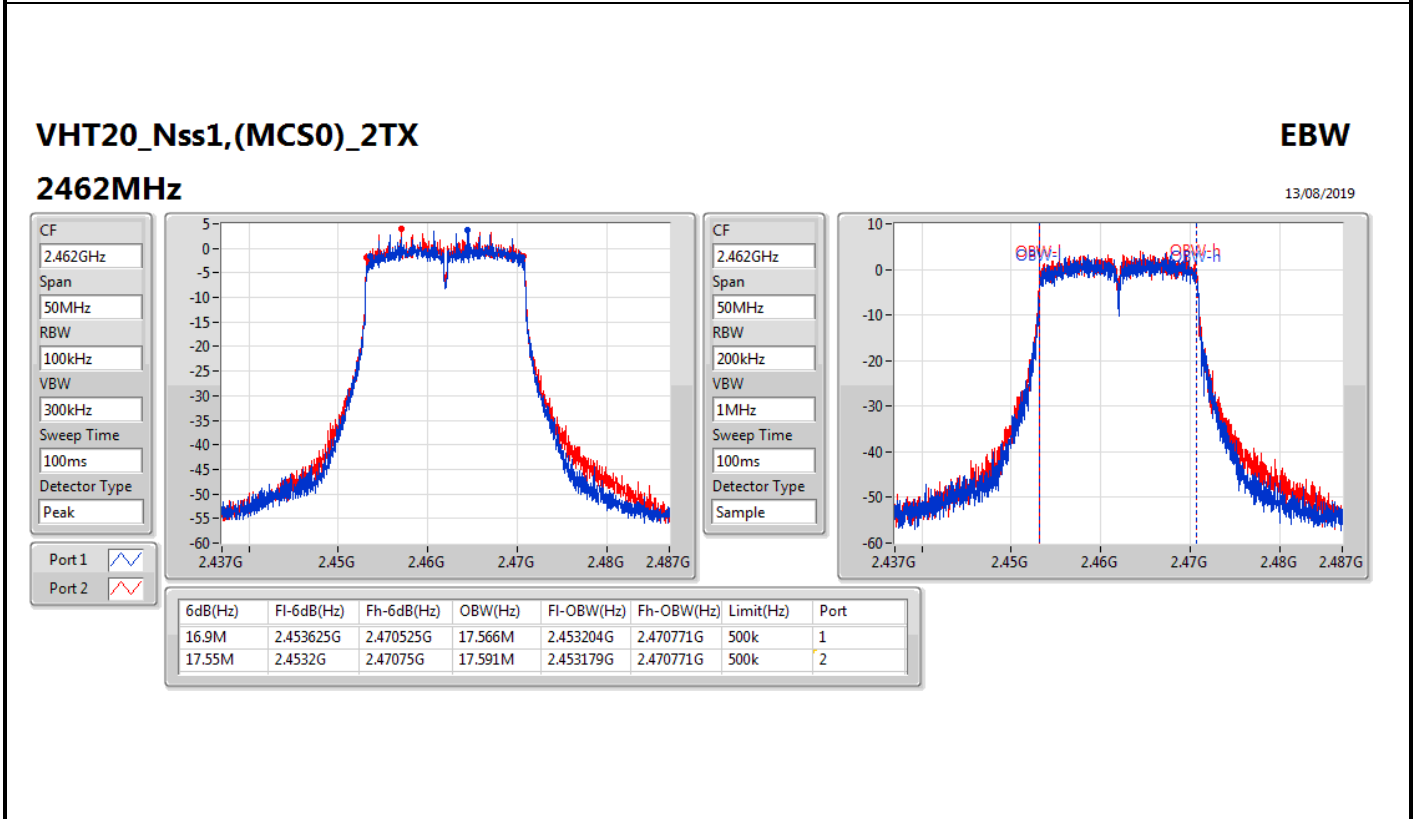 VHT20_Nss1,(MCS0)_2TX
EBW
2462MHz
13/08/2019
CF
2.462GHz
Span
50MHz
RBW
100kHz
VBW
300kHz
Sweep Time
100ms
Detector Type
Peak
Port 1
Port 2
5
0
-5
-10
-15
-20
-25
-30
-35
-40
-45
-50
-55
-60
2.437G 2.45G 2.46G 2.47G 2.48G 2.487G
CF
2.462GHz
Span
50MHz
RBW
200kHz
VBW
1MHz
Sweep Time
100ms
Detector Type
Sample
10
0
-10
-20
-30
-40
-50
-60
OBW-l OBW-h
OBW-l OBW-h
2.437G 2.45G 2.46G 2.47G 2.48G 2.487G
6dB(Hz) Fl-6dB(Hz) Fh-6dB(Hz) OBW(Hz) Fl-OBW(Hz) Fh-OBW(Hz) Limit(Hz) Port
16.9M 2.453625G 2.470525G 17.566M 2.453204G 2.470771G 500k 1
17.55M 2.4532G 2.47075G 17.591M 2.453179G 2.470771G 500k 2